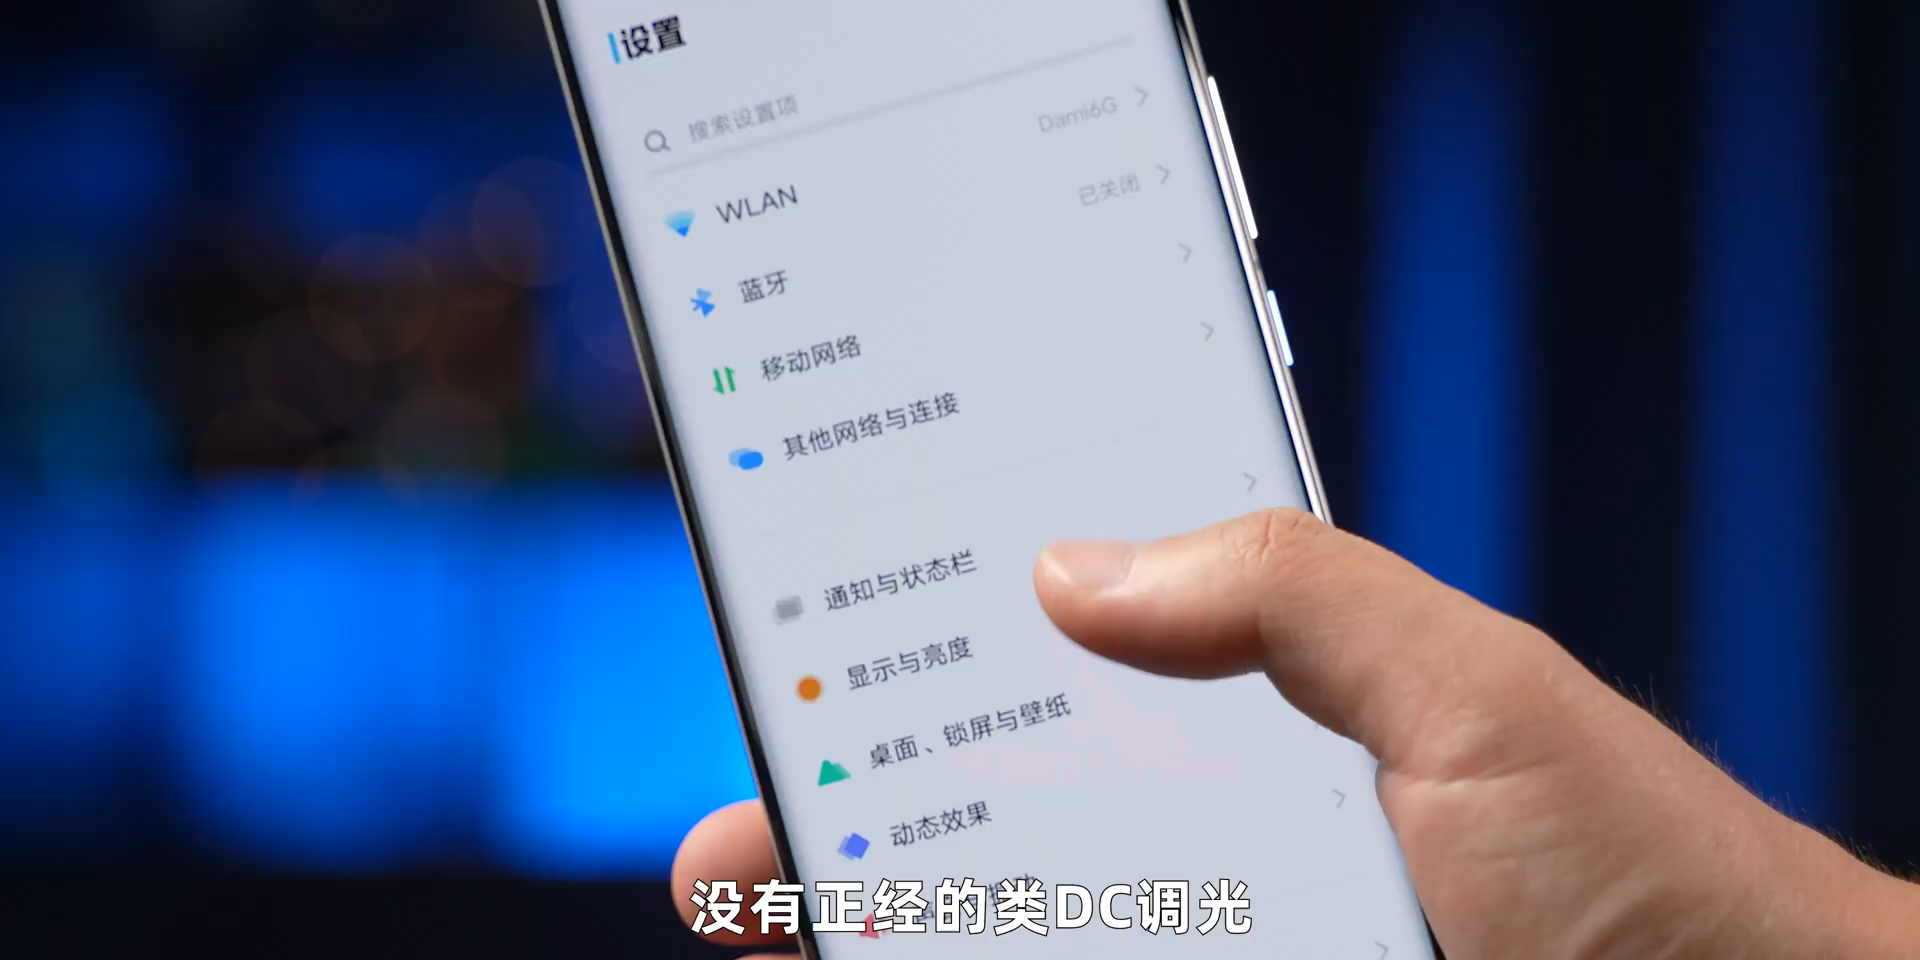 设置
搜索设置项
WLAN
Dami6G
蓝牙
已关闭
移动网络
其他网络与连接
通知与状态栏
显示与亮度
桌面、锁屏与壁纸
动态效果
没有正经的类DC调光